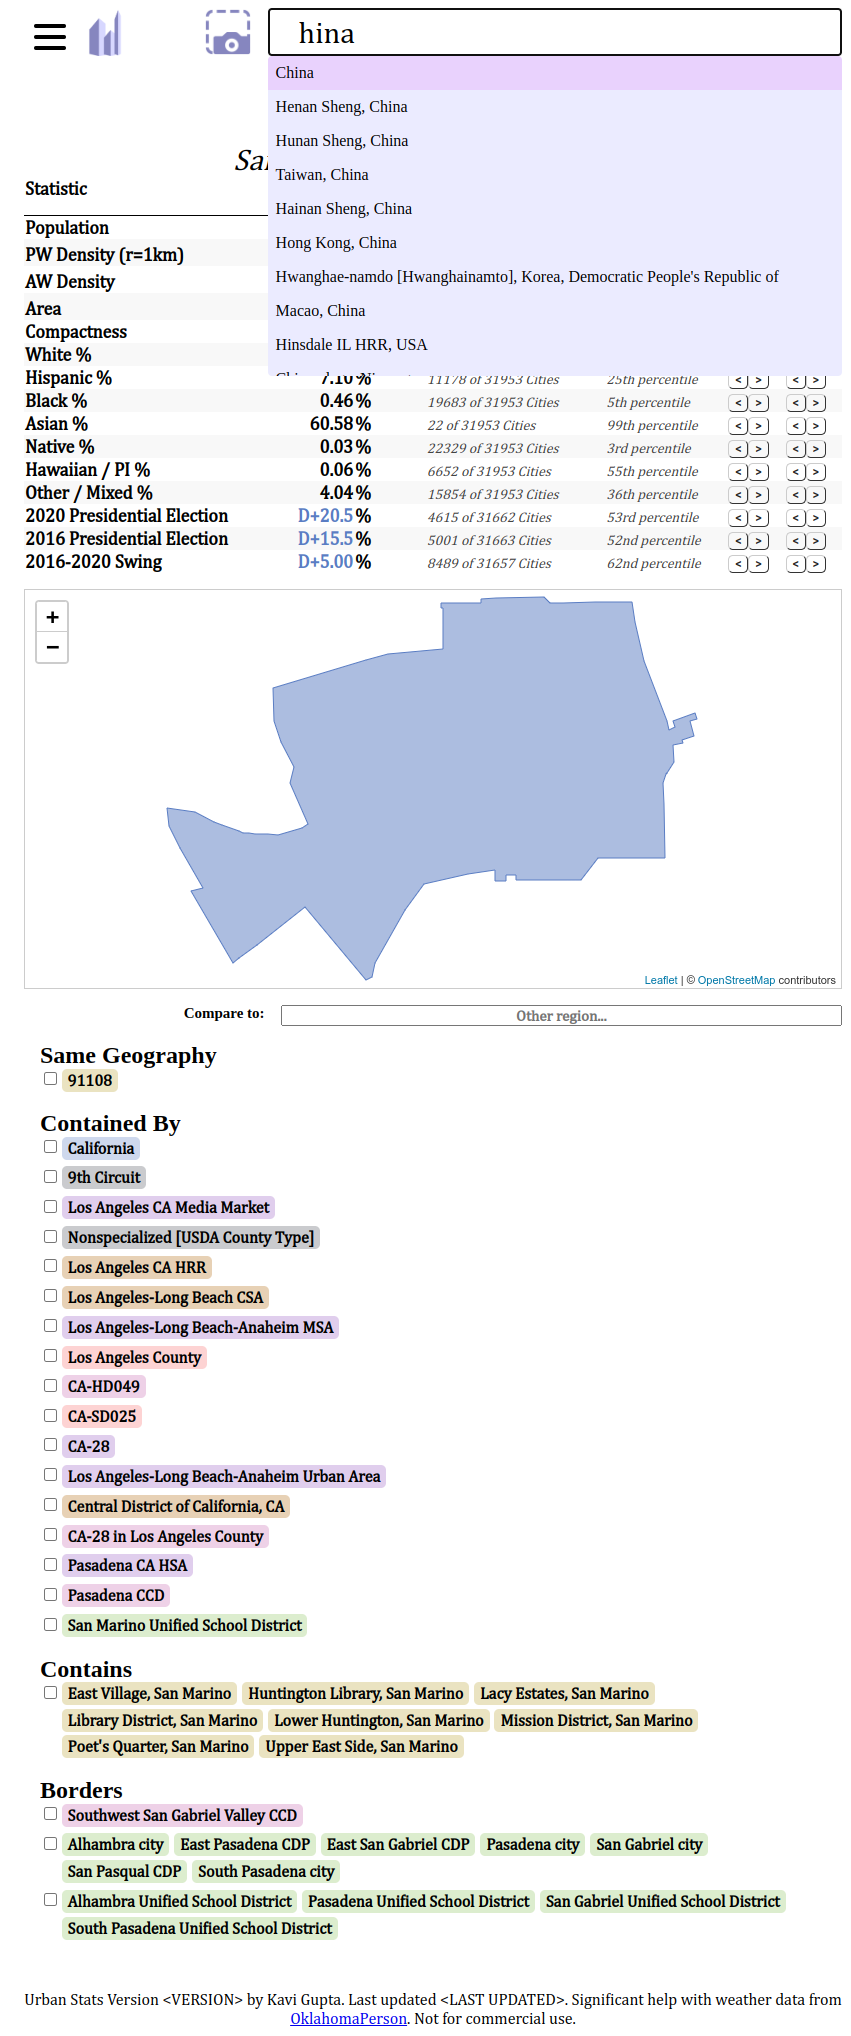 hina
China
Henan Sheng, China
Hunan Sheng, China
Taiwan, China
Hainan Sheng, China
Hong Kong, China
Hwanghae-namdo [Hwanghainamto], Korea, Democratic People's Republic of
Macao, China
Hinsdale IL HRR, USA
Statistic
Population
PW Density (r=1km)
AW Density
Area
Compactness
White %
Hispanic % 7.10% 11178 of 31953 Cities 25th percentile < > < >
Black % 0.46% 19683 of 31953 Cities 5th percentile < > < >
Asian % 60.58% 22 of 31953 Cities 99th percentile < > < >
Native % 0.03% 22329 of 31953 Cities 3rd percentile < > < >
Hawaiian / PI % 0.06% 6652 of 31953 Cities 55th percentile < > < >
Other / Mixed % 4.04% 15854 of 31953 Cities 36th percentile < > < >
2020 Presidential Election D+20.5% 4615 of 31662 Cities 53rd percentile < > < >
2016 Presidential Election D+15.5% 5001 of 31663 Cities 52nd percentile < > < >
2016-2020 Swing D+5.00% 8489 of 31657 Cities 62nd percentile < > < >
+
−
Leaflet | © OpenStreetMap contributors
Compare to: Other region...
Same Geography
91108
Contained By
California
9th Circuit
Los Angeles CA Media Market
Nonspecialized [USDA County Type]
Los Angeles CA HRR
Los Angeles-Long Beach CSA
Los Angeles-Long Beach-Anaheim MSA
Los Angeles County
CA-HD049
CA-SD025
CA-28
Los Angeles-Long Beach-Anaheim Urban Area
Central District of California, CA
CA-28 in Los Angeles County
Pasadena CA HSA
Pasadena CCD
San Marino Unified School District
Contains
East Village, San Marino Huntington Library, San Marino Lacy Estates, San Marino
Library District, San Marino Lower Huntington, San Marino Mission District, San Marino
Poet's Quarter, San Marino Upper East Side, San Marino
Borders
Southwest San Gabriel Valley CCD
Alhambra city East Pasadena CDP East San Gabriel CDP Pasadena city San Gabriel city
San Pasqual CDP South Pasadena city
Alhambra Unified School District Pasadena Unified School District San Gabriel Unified School District
South Pasadena Unified School District
Urban Stats Version <VERSION> by Kavi Gupta. Last updated <LAST UPDATED>. Significant help with weather data from
OklahomaPerson. Not for commercial use.